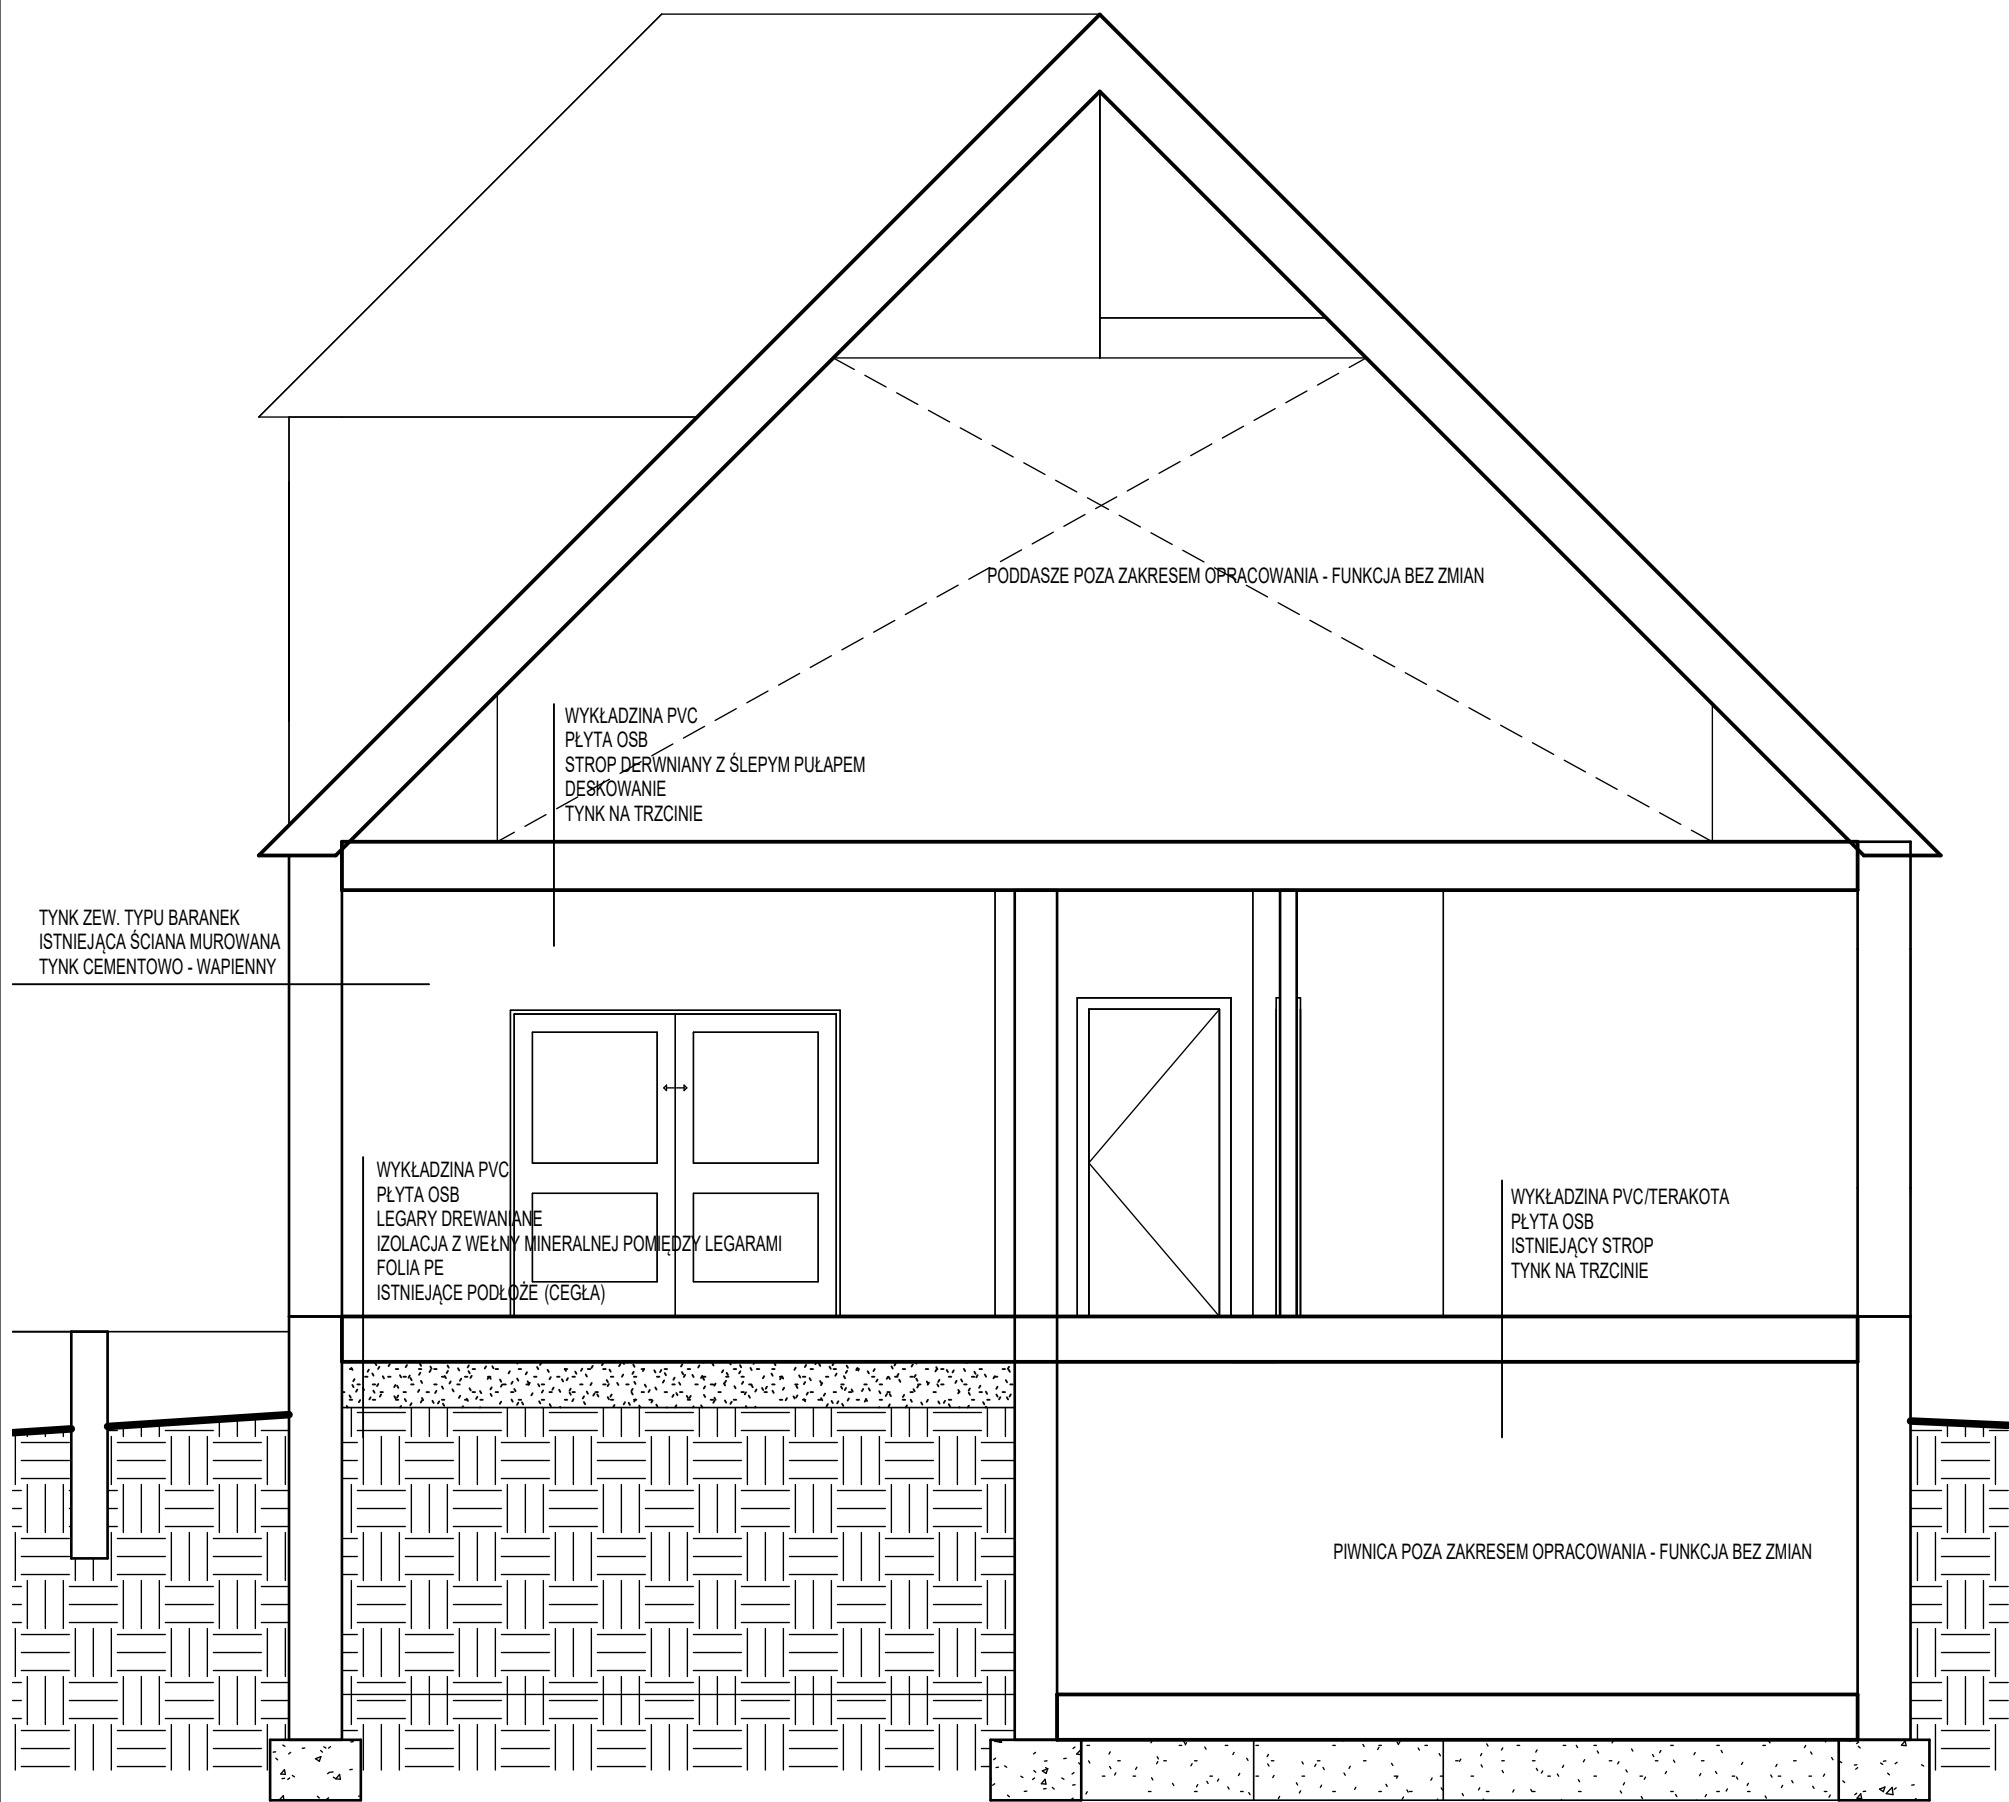 PODDASZE POZA ZAKRESEM OPRACOWANIA - FUNKCJA BEZ ZMIAN
WYKŁADZINA PVC
PŁYTA OSB
STROP DERWNIANY Z ŚLEPYM PUŁAPEM
DESKOWANIE
TYNK NA TRZCINIE
TYNK ZEW. TYPU BARANEK
ISTNIEJĄCA ŚCIANA MUROWANA
TYNK CEMENTOWO - WAPIENNY
WYKŁADZINA PVC
PŁYTA OSB
LEGARY DREWANIANE
IZOLACJA Z WEŁNY MINERALNEJ POMIĘDZY LEGARAMI
FOLIA PE
ISTNIEJĄCE PODŁOŻE (CEGŁA)
WYKŁADZINA PVC/TERAKOTA
PŁYTA OSB
ISTNIEJĄCY STROP
TYNK NA TRZCINIE
PIWNICA POZA ZAKRESEM OPRACOWANIA - FUNKCJA BEZ ZMIAN